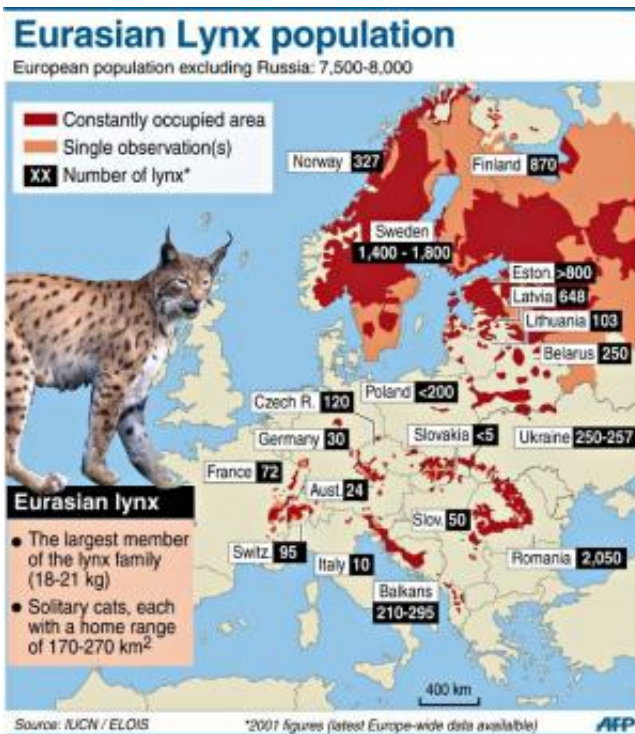 Eurasian Lynx population
European population excluding Russia: 7,500-8,000
Constantly occupied area
Single observation(s)
XX Number of lynx*
Norway 327
Finland 870
Sweden
1,400 - 1,800
Eston. >800
Latvia 648
Lithuania 103
Belarus 250
Poland <200
Czech R. 120
Germany 30
Slovakia <5
Ukraine 250-257
France 72
Aust. 24
Slov. 50
Switz. 95
Italy 10
Romania 2,050
Balkans
210-295
Eurasian lynx
• The largest member
of the lynx family
(18-21 kg)
• Solitary cats, each
with a home range
of 170-270 km²
400 km
Source: IUCN / ELOIS
*2001 figures (latest Europe-wide data availalble)
AFP